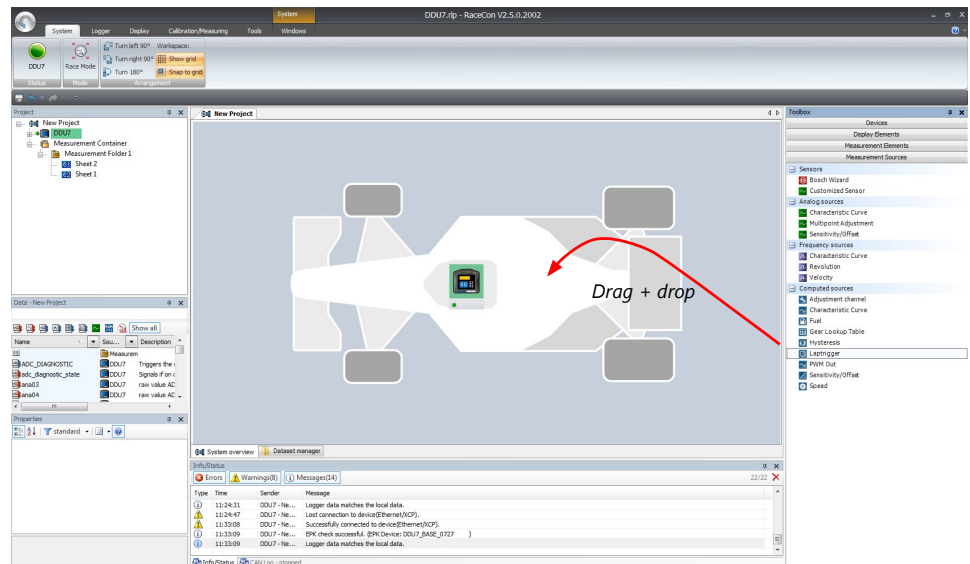 System
DDU7.rlp - RaceCon V2.5.0.2002
System Logger Display Calibration/Measuring Tools Windows
DDU7
Race Mode
Turn left 90°
Turn right 90°
Turn 180°
Workspace:
Show grid
Snap to grid
Status Mode Arrangement
Project
New Project
DDU7
Measurement Container
Measurement Folder 1
Sheet 2
Sheet 1
Data - New Project
Show all
Name Sou... Description
Measurem
ADC_DIAGNOSTIC DDU7 Triggers the
adc_diagnostic_state DDU7 Signals if on
ana03 DDU7 raw value AD
ana04 DDU7 raw value AD
Properties
standard
New Project
Drag + drop
System overview Dataset manager
Info/Status
Errors Warnings(8) Messages(14)
22/22
Type Time Sender Message
11:24:31 DDU7 - Ne... Logger data matches the local data.
11:24:47 DDU7 - Ne... Lost connection to device(Ethernet/XCP).
11:33:08 DDU7 - Ne... Successfully connected to device(Ethernet/XCP).
11:33:09 DDU7 - Ne... EPK check successful. (EPK Device: DDU7_BASE_0727 )
11:33:09 DDU7 - Ne... Logger data matches the local data.
Info/Status CAN Log - stopped
Toolbox
Devices
Display Elements
Measurement Elements
Measurement Sources
Sensors
Bosch Wizard
Customized Sensor
Analog sources
Characteristic Curve
Multipoint Adjustment
Sensitivity/Offset
Frequency sources
Characteristic Curve
Revolution
Velocity
Computed sources
Adjustment channel
Characteristic Curve
Fuel
Gear Lookup Table
Hysteresis
Laptrigger
PWM Out
Sensitivity/Offset
Speed